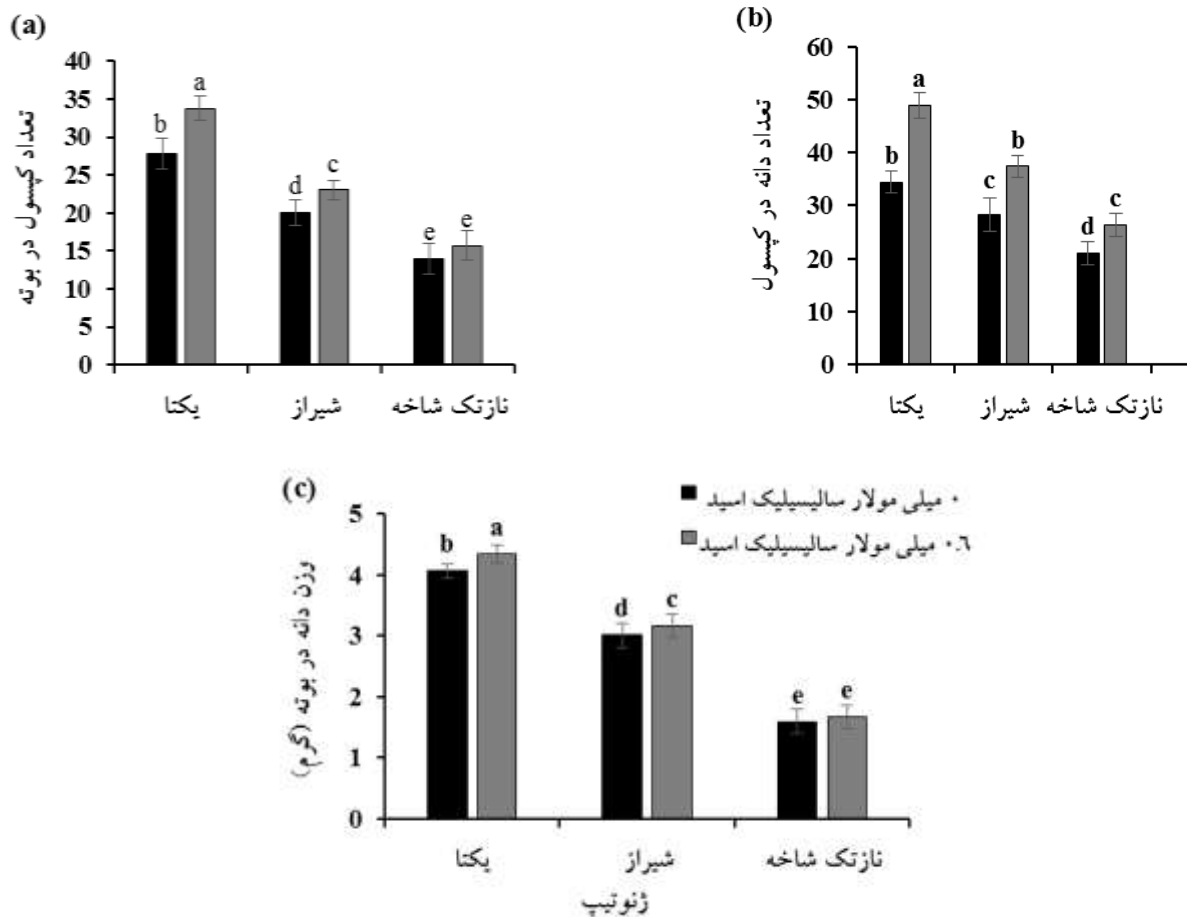 (a)
تعداد کپسول در بوته
40
35
30
25
20
15
10
5
0
b
a
d
c
e
e
یکتا
شیراز
نازتک شاخه
(b)
تعداد دانه در کپسول
60
50
40
30
20
10
0
b
a
c
b
d
c
یکتا
شیراز
نازتک شاخه
(c)
۰ میلی مولار سالیسیلیک اسید
۰.٦ میلی مولار سالیسیلیک اسید
وزن دانه در بوته (گرم)
5
4
3
2
1
0
b
a
d
c
e
e
یکتا
شیراز
نازتک شاخه
ژنوتیپ